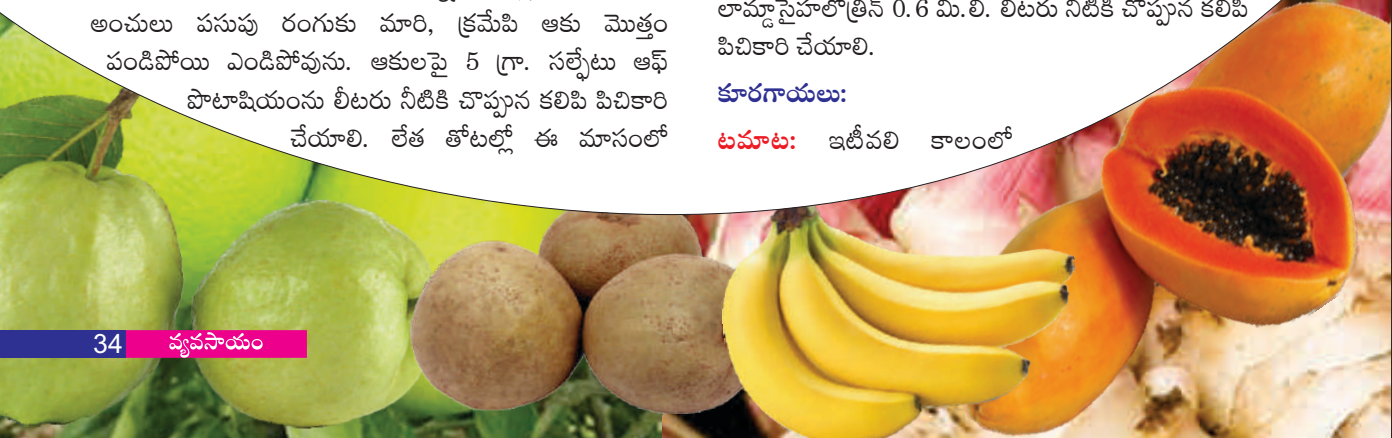 అంచులు పసుపు రంగుకు మారి, క్రమేపి ఆకు మొత్తం
పండిపోయి ఎండిపోవును. ఆకులపై 5 గ్రా. సల్ఫేటు ఆఫ్
పొటాషియంను లీటరు నీటికి చొప్పున కలిపి పిచికారి
చేయాలి. లేత తోటల్లో ఈ మాసంలో
లామ్డాసైహలోత్రిన్ 0.6 మి.లీ. లీటరు నీటికి చొప్పున కలిపి
పిచికారి చేయాలి.
కూరగాయలు:
టమాట: ఇటీవలి కాలంలో
34 వ్యవసాయం